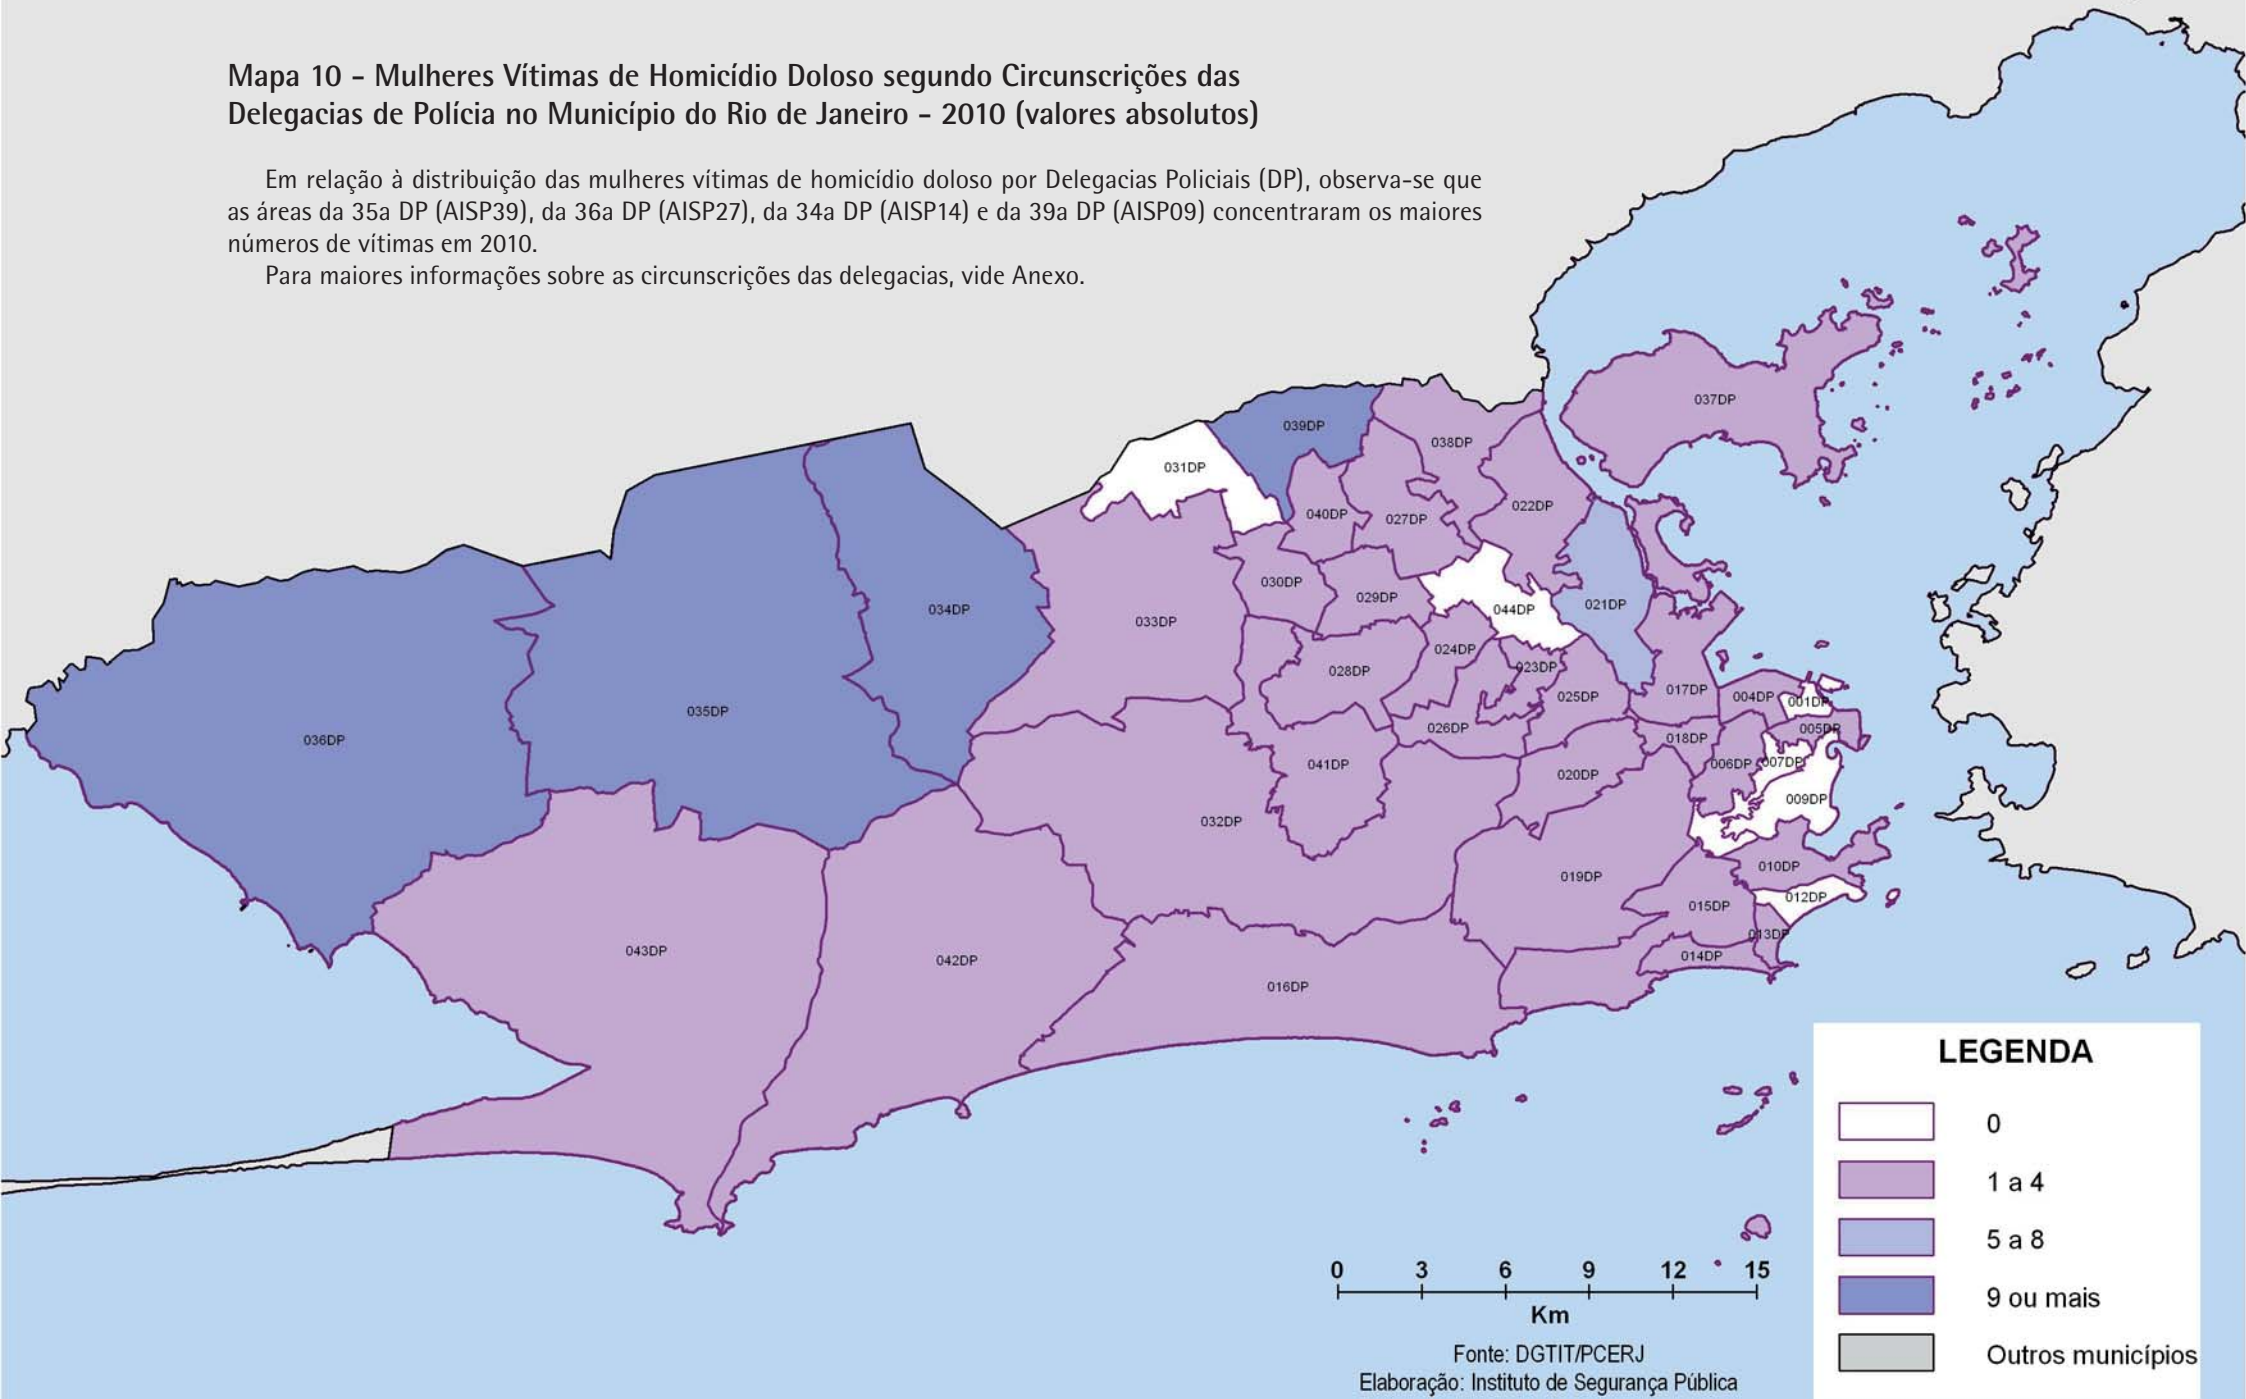 Mapa 10 - Mulheres Vítimas de Homicídio Doloso segundo Circunscrições das
Delegacias de Polícia no Município do Rio de Janeiro - 2010 (valores absolutos)
Em relação à distribuição das mulheres vítimas de homicídio doloso por Delegacias Policiais (DP), observa-se que
as áreas da 35a DP (AISP39), da 36a DP (AISP27), da 34a DP (AISP14) e da 39a DP (AISP09) concentraram os maiores
números de vítimas em 2010.
Para maiores informações sobre as circunscrições das delegacias, vide Anexo.
037DP
039DP
038DP
031DP
040DP
027DP
022DP
030DP
029DP
044DP
021DP
034DP
033DP
024DP
023DP
028DP
025DP
017DP
004DP
001DP
035DP
036DP
026DP
018DP
005DP
041DP
020DP
006DP
007DP
009DP
032DP
019DP
010DP
012DP
015DP
013DP
014DP
043DP
042DP
016DP
LEGENDA
0
1 a 4
5 a 8
9 ou mais
Outros municípios
0 3 6 9 12 15
Km
Fonte: DGTIT/PCERJ
Elaboração: Instituto de Segurança Pública